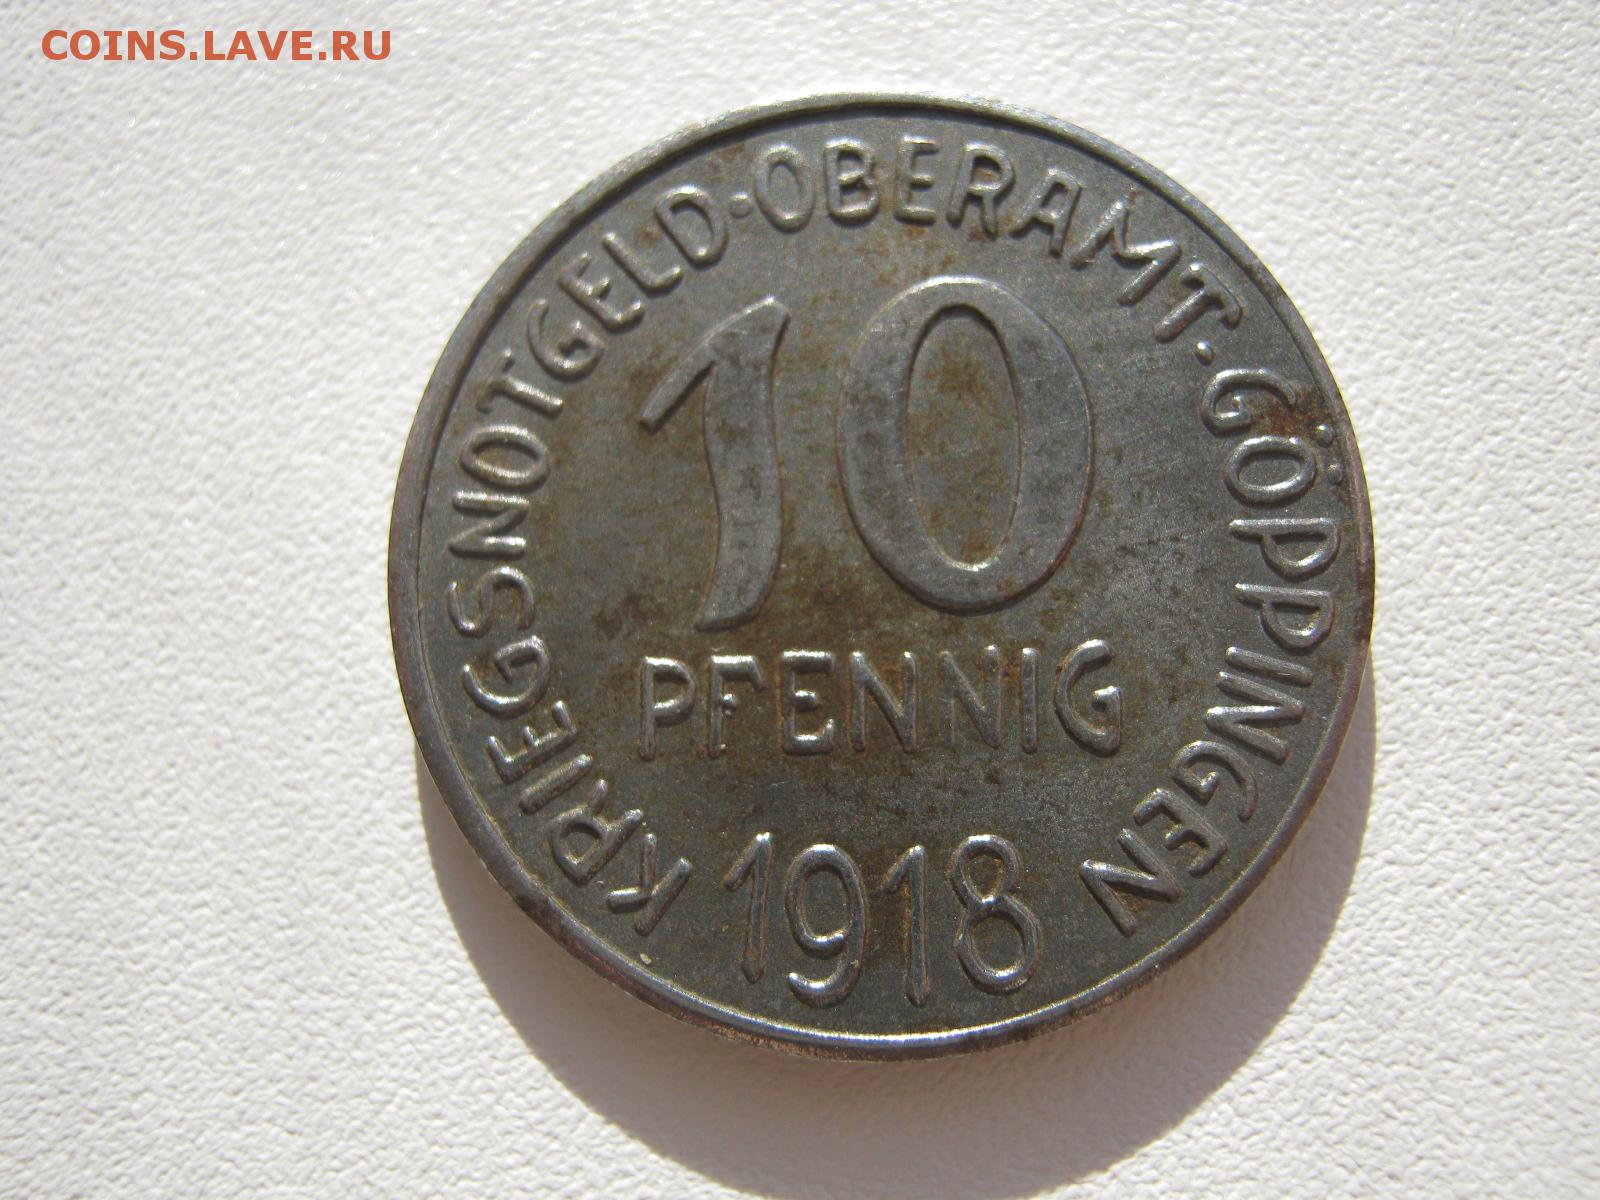 COINS.LAVE.RU
KRIEGSNOTGELD·OBERAMT·GÖPPINGEN
10
PFENNIG
1918